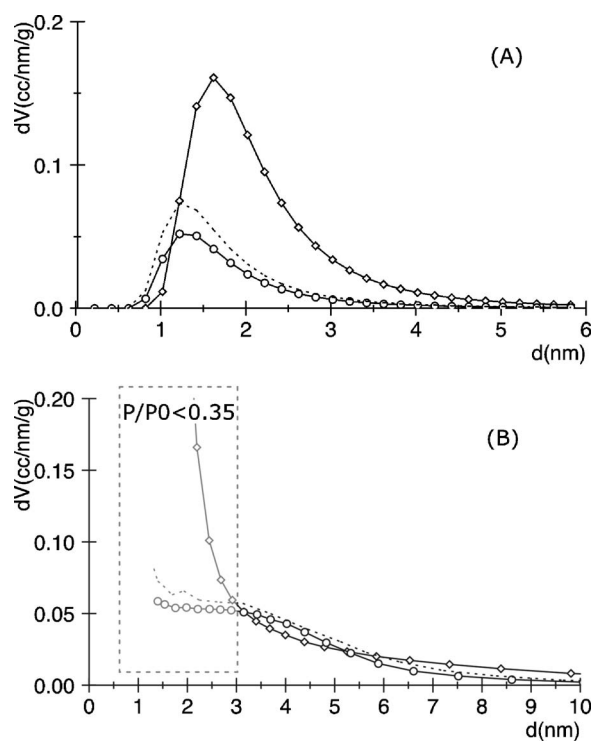 (A)
dV(cc/nm/g)
0.2
0.1
0.0
0 1 2 3 4 5 6
d(nm)
P/P0<0.35
(B)
dV(cc/nm/g)
0.20
0.15
0.10
0.05
0.00
0 1 2 3 4 5 6 7 8 9 10
d(nm)